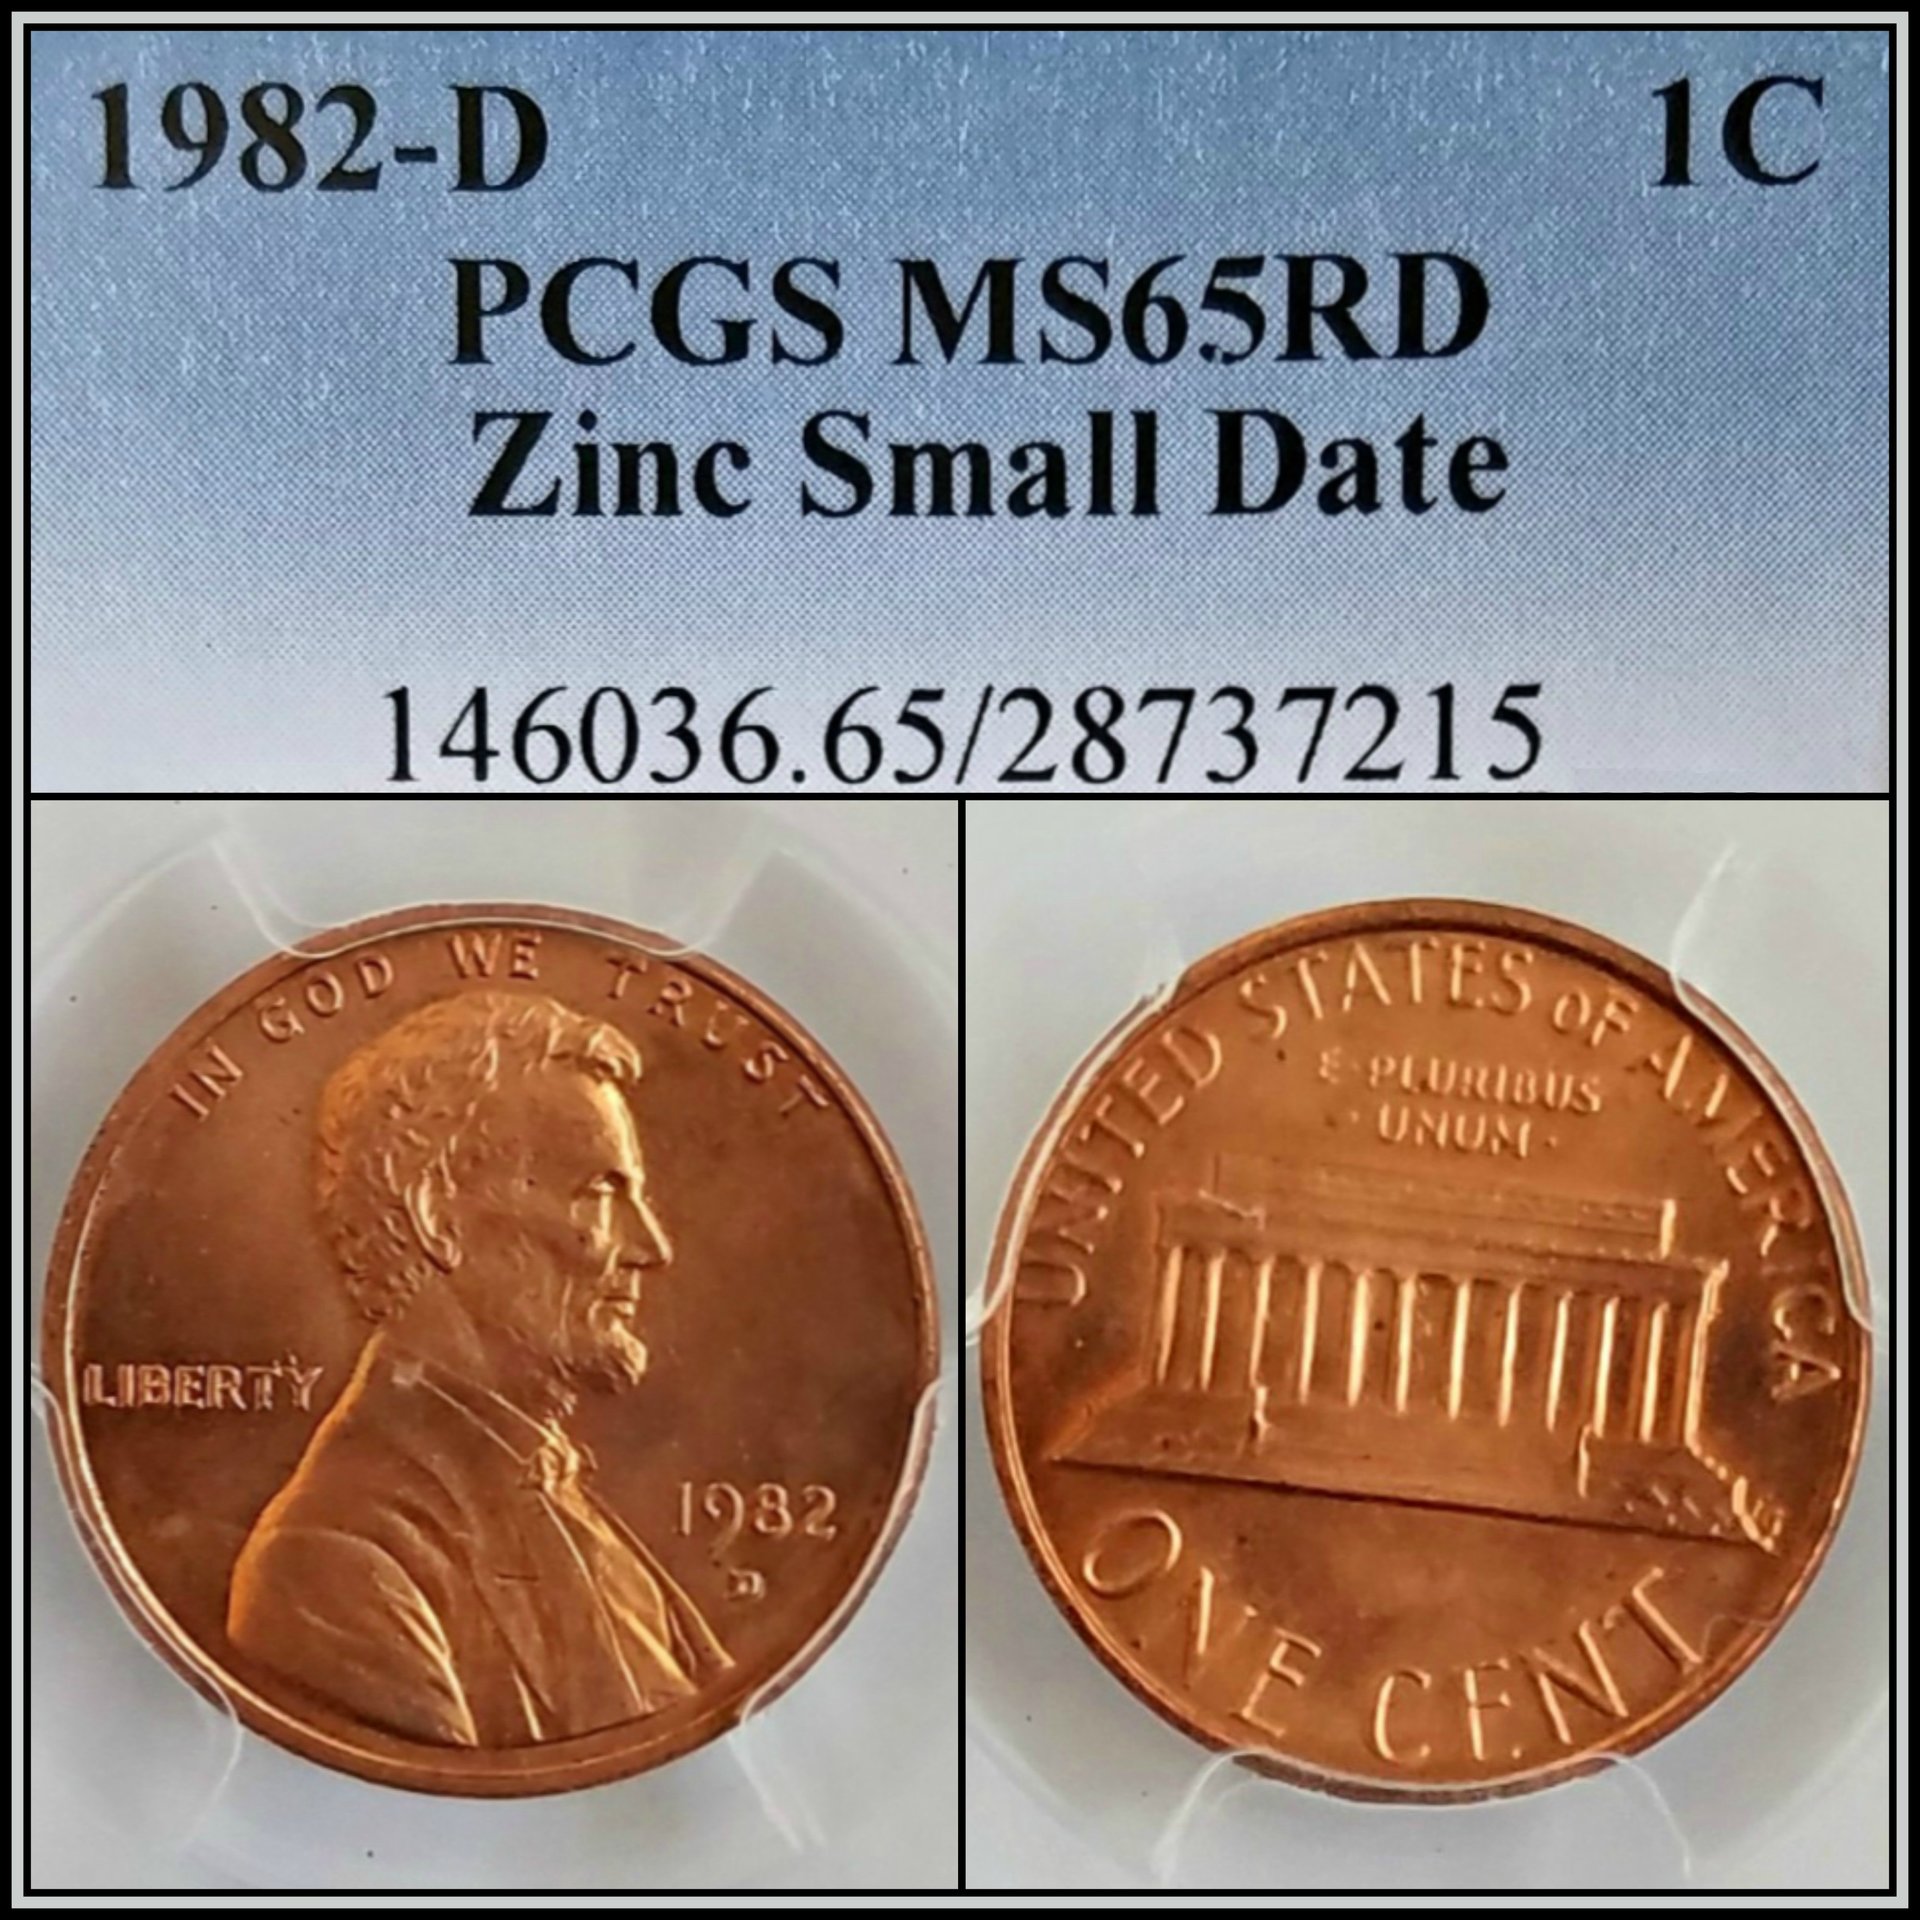 1982-D 1C
PCGS MS65RD
Zinc Small Date
146036.65/28737215
IN GOD WE TRUST
LIBERTY
1982
D
UNITED STATES OF AMERICA
E·PLURIBUS
·UNUM·
ONE CENT